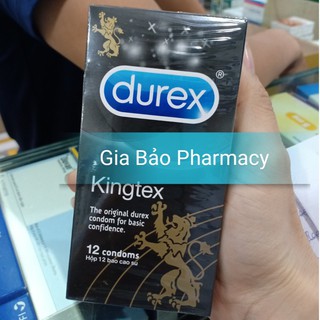 durex®
Gia Bảo Pharmacy
Kingtex
The original durex
condom for basic
confidence.
12 condoms
Hộp 12 bao cao su